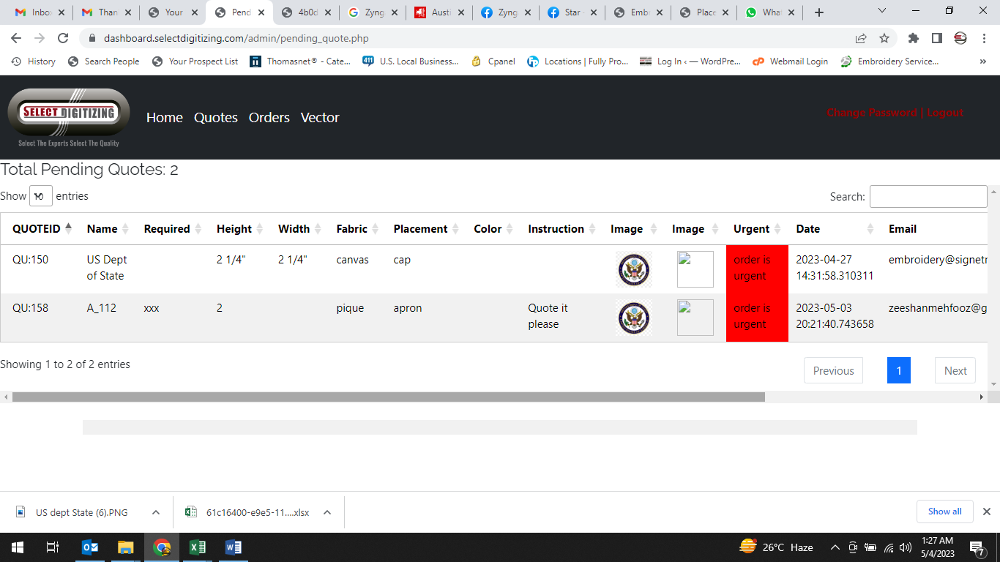 Inbox
Thank
Your
Pend
4b0d
Zyng
Austi
Zyng
Star
Emb
Place
What
dashboard.selectdigitizing.com/admin/pending_quote.php
History
Search People
Your Prospect List
Thomasnet® - Cate...
411
U.S. Local Business...
Cpanel
Locations | Fully Pro...
Log In ‹ — WordPre...
Webmail Login
Embroidery Service...
»
SELECT DIGITIZING
Select The Experts Select The Quality
Home Quotes Orders Vector
Change Password | Logout
Total Pending Quotes: 2
Show 10 entries
Search:
QUOTEID Name Required Height Width Fabric Placement Color Instruction Image Image Urgent Date Email
QU:150 US Dept of State 2 1/4" 2 1/4" canvas cap order is urgent 2023-04-27 14:31:58.310311 embroidery@signetr
QU:158 A_112 xxx 2 pique apron Quote it please order is urgent 2023-05-03 20:21:40.743658 zeeshanmehfooz@g
Showing 1 to 2 of 2 entries
Previous 1 Next
US dept State (6).PNG
61c16400-e9e5-11....xlsx
Show all
26°C Haze
1:27 AM
5/4/2023
7